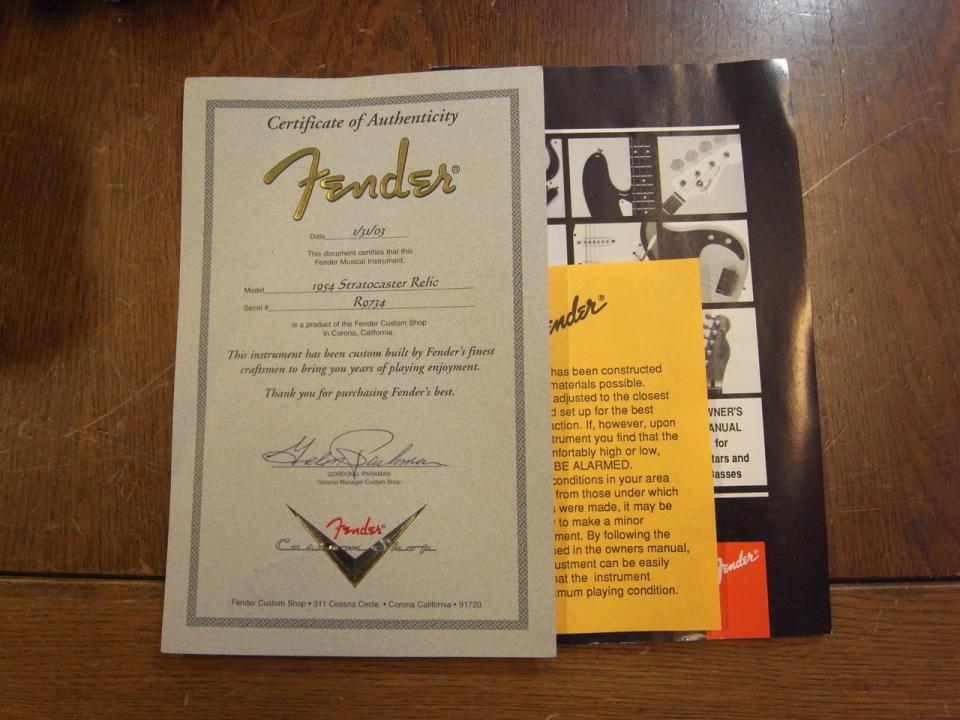 Certificate of Authenticity
Fender®
Date 1/31/03
This document certifies that this
Fender Musical Instrument,
Model 1954 Stratocaster Relic
Serial # R9734
is a product of the Fender Custom Shop
in Corona, California.
This instrument has been custom built by Fender's finest
craftsmen to bring you years of playing enjoyment.
Thank you for purchasing Fender's best.
GORDON J. PARKMAN
General Manager Custom Shop
Fender®
Custom Shop
Fender Custom Shop • 311 Cessna Circle • Corona California • 91720
ender®
has been constructed
materials possible.
adjusted to the closest
d set up for the best
action. If, however, upon
trument you find that the
mfortably high or low,
BE ALARMED.
conditions in your area
from those under which
s were made, it may be
y to make a minor
ment. By following the
ned in the owners manual,
ustment can be easily
hat the instrument
mum playing condition.
WNER'S
ANUAL
for
tars and
Basses
Fender®